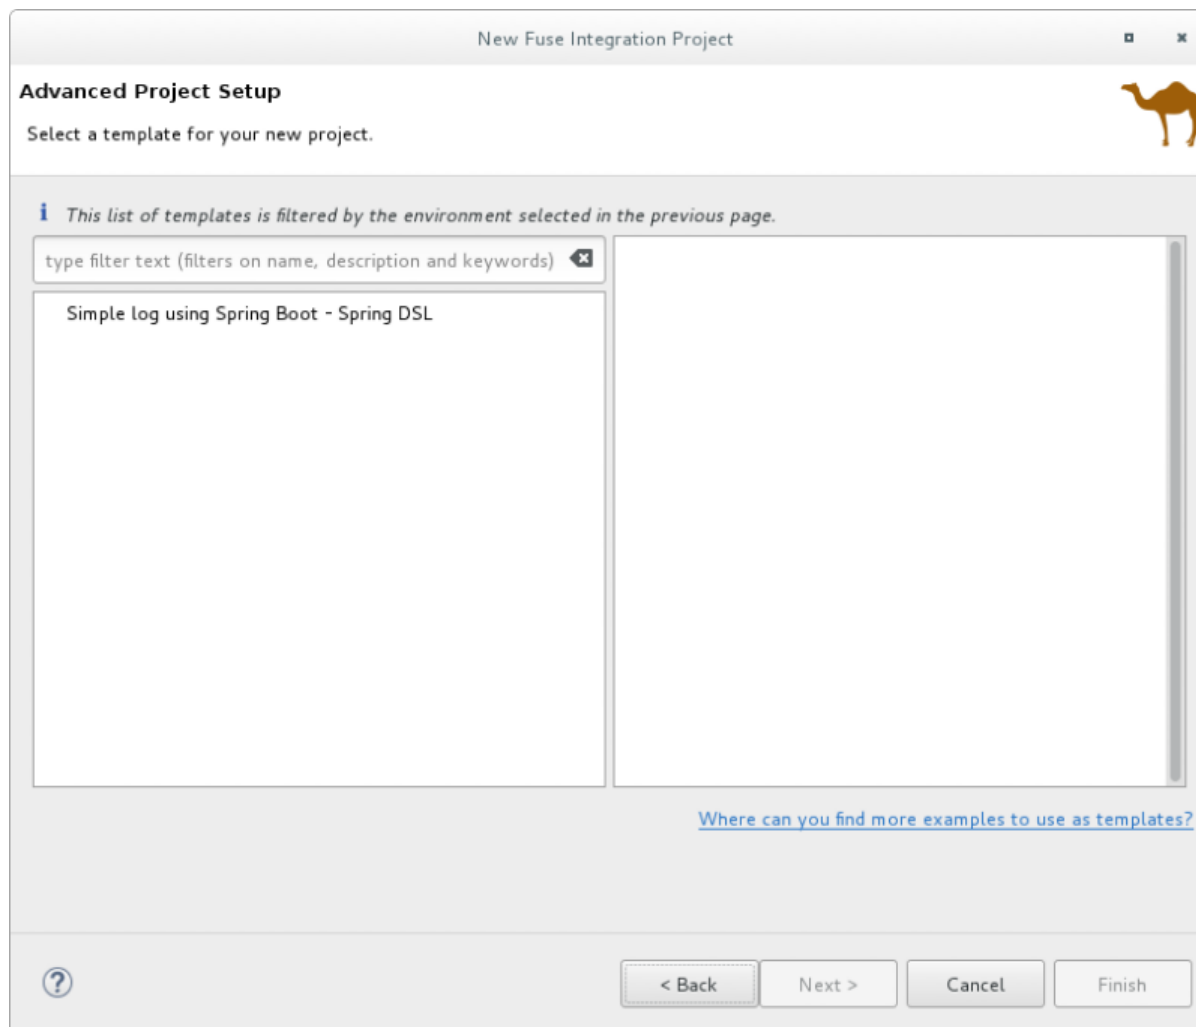 New Fuse Integration Project
Advanced Project Setup
Select a template for your new project.
This list of templates is filtered by the environment selected in the previous page.
type filter text (filters on name, description and keywords)
Simple log using Spring Boot - Spring DSL
Where can you find more examples to use as templates?
< Back
Next >
Cancel
Finish